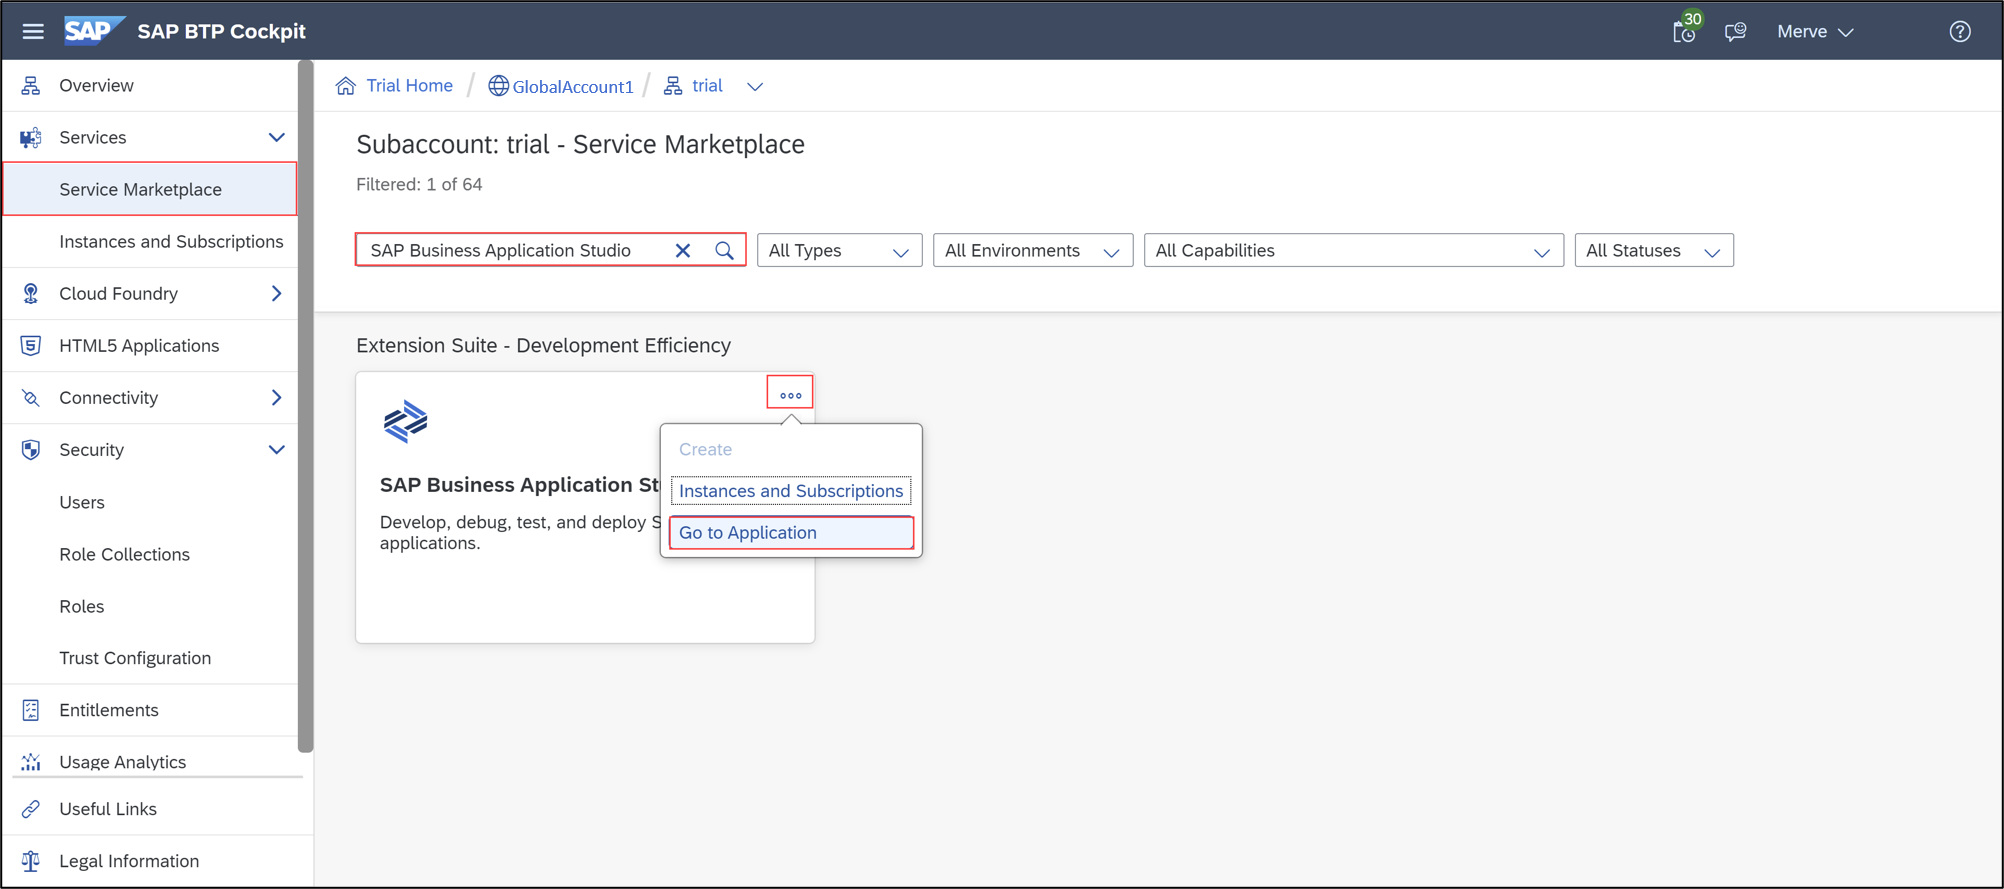 SAP SAP BTP Cockpit
30
Merve
Overview
Services
Service Marketplace
Instances and Subscriptions
Cloud Foundry
HTML5 Applications
Connectivity
Security
Users
Role Collections
Roles
Trust Configuration
Entitlements
Usage Analytics
Useful Links
Legal Information
Trial Home / GlobalAccount1 / trial
Subaccount: trial - Service Marketplace
Filtered: 1 of 64
SAP Business Application Studio
All Types
All Environments
All Capabilities
All Statuses
Extension Suite - Development Efficiency
SAP Business Application St
Develop, debug, test, and deploy S
applications.
Create
Instances and Subscriptions
Go to Application